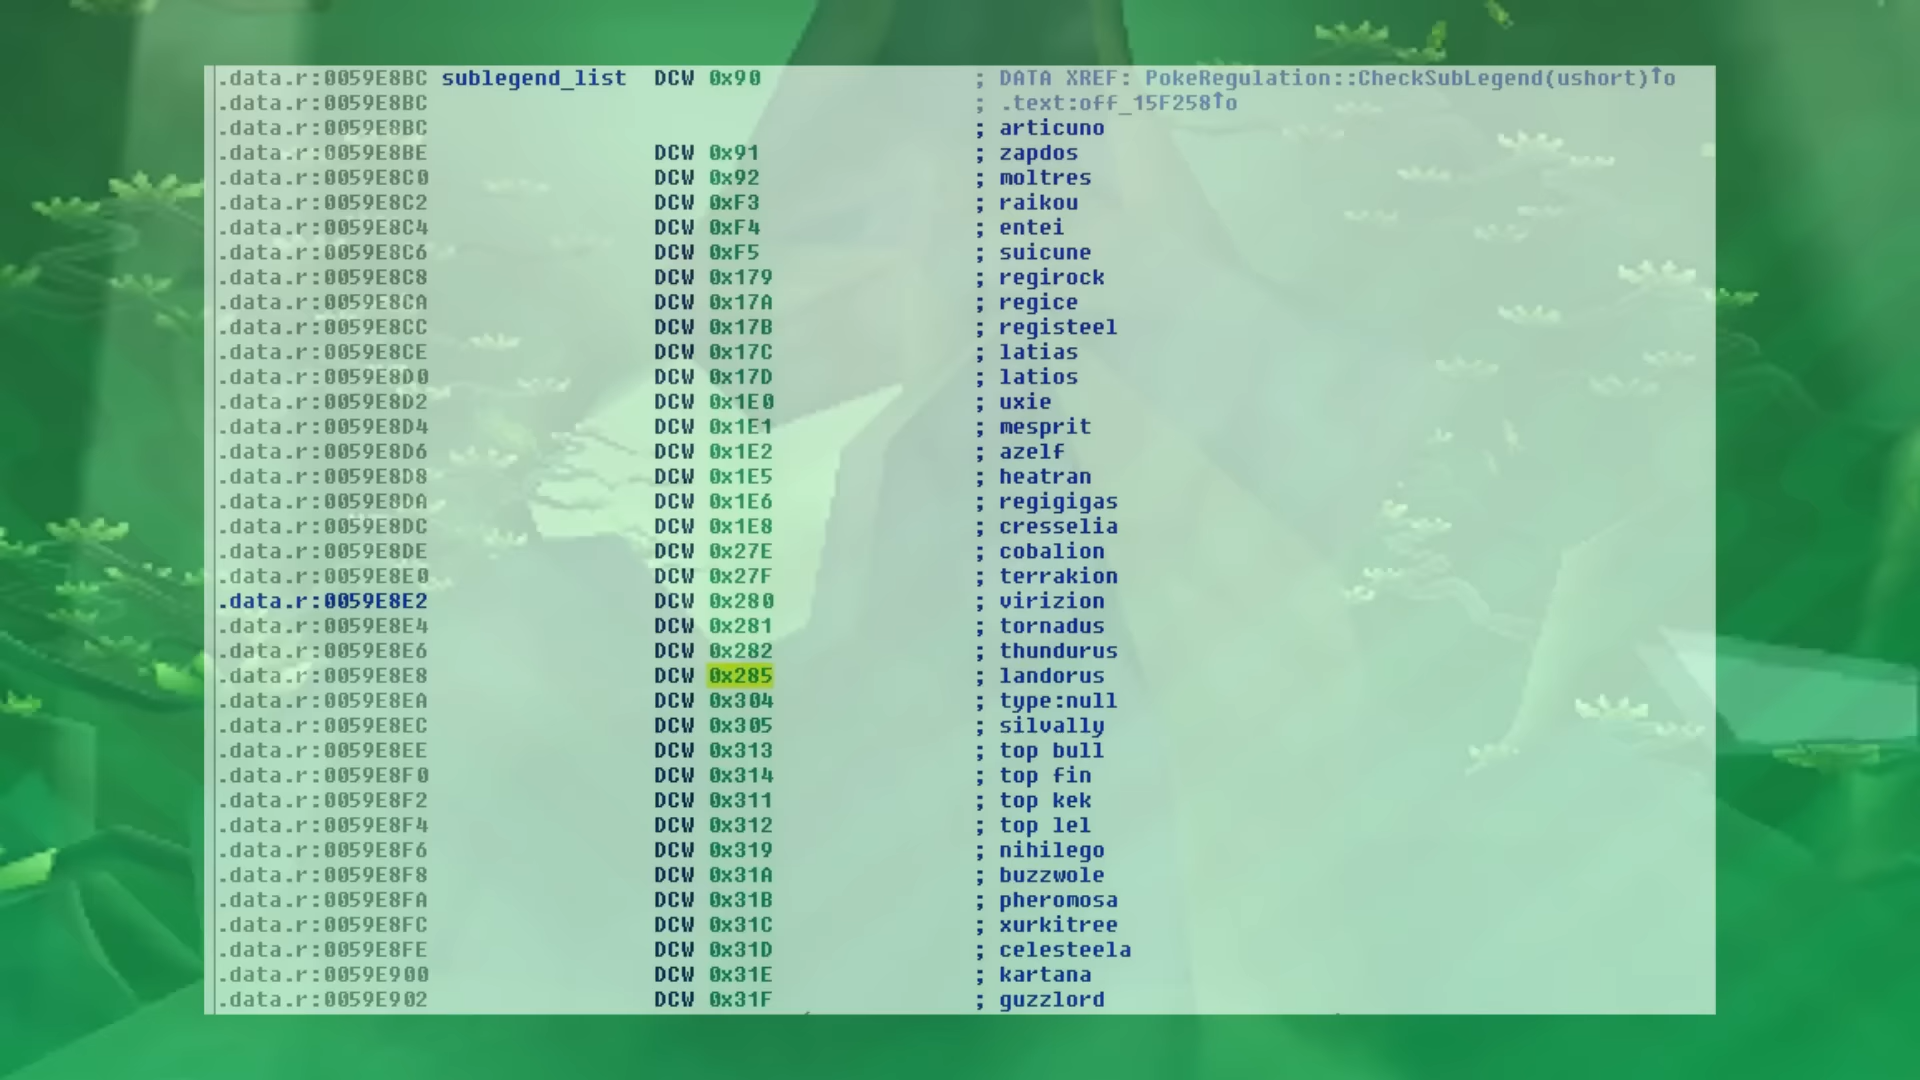 .data.r:0059E8BC sublegend_list DCW 0x90 ; DATA XREF: PokeRegulation::CheckSubLegend(ushort)↑o
.data.r:0059E8BC ; .text:off_15F258↑o
.data.r:0059E8BC ; articuno
.data.r:0059E8BE DCW 0x91 ; zapdos
.data.r:0059E8C0 DCW 0x92 ; moltres
.data.r:0059E8C2 DCW 0xF3 ; raikou
.data.r:0059E8C4 DCW 0xF4 ; entei
.data.r:0059E8C6 DCW 0xF5 ; suicune
.data.r:0059E8C8 DCW 0x179 ; regirock
.data.r:0059E8CA DCW 0x17A ; regice
.data.r:0059E8CC DCW 0x17B ; registeel
.data.r:0059E8CE DCW 0x17C ; latias
.data.r:0059E8D0 DCW 0x17D ; latios
.data.r:0059E8D2 DCW 0x1E0 ; uxie
.data.r:0059E8D4 DCW 0x1E1 ; mesprit
.data.r:0059E8D6 DCW 0x1E2 ; azelf
.data.r:0059E8D8 DCW 0x1E5 ; heatran
.data.r:0059E8DA DCW 0x1E6 ; regigigas
.data.r:0059E8DC DCW 0x1E8 ; cresselia
.data.r:0059E8DE DCW 0x27E ; cobalion
.data.r:0059E8E0 DCW 0x27F ; terrakion
.data.r:0059E8E2 DCW 0x280 ; virizion
.data.r:0059E8E4 DCW 0x281 ; tornadus
.data.r:0059E8E6 DCW 0x282 ; thundurus
.data.r:0059E8E8 DCW 0x285 ; landorus
.data.r:0059E8EA DCW 0x304 ; type:null
.data.r:0059E8EC DCW 0x305 ; silvally
.data.r:0059E8EE DCW 0x313 ; top bull
.data.r:0059E8F0 DCW 0x314 ; top fin
.data.r:0059E8F2 DCW 0x311 ; top kek
.data.r:0059E8F4 DCW 0x312 ; top lel
.data.r:0059E8F6 DCW 0x319 ; nihilego
.data.r:0059E8F8 DCW 0x31A ; buzzwole
.data.r:0059E8FA DCW 0x31B ; pheromosa
.data.r:0059E8FC DCW 0x31C ; xurkitree
.data.r:0059E8FE DCW 0x31D ; celesteela
.data.r:0059E900 DCW 0x31E ; kartana
.data.r:0059E902 DCW 0x31F ; guzzlord